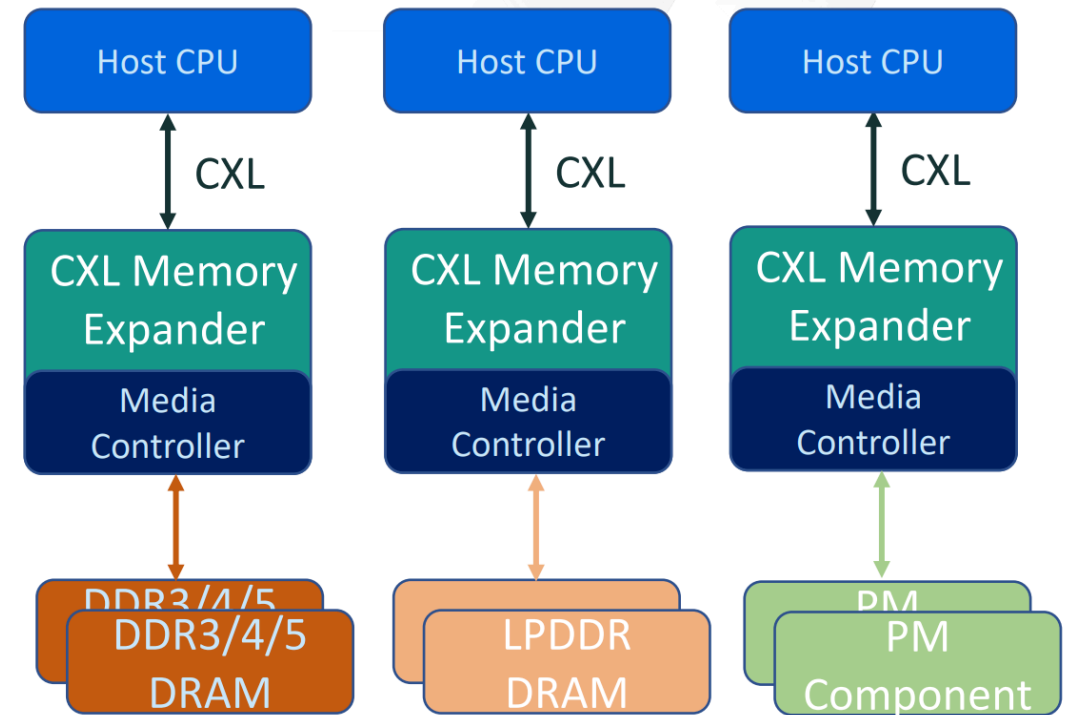 Host CPU
Host CPU
Host CPU
CXL
CXL
CXL
CXL Memory
Expander
CXL Memory
Expander
CXL Memory
Expander
Media
Controller
Media
Controller
Media
Controller
DDR3/4/5
DDR3/4/5
DRAM
LPDDR
DRAM
PM
PM
Component